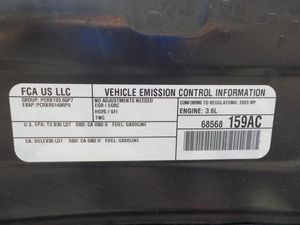 FCA US LLC
VEHICLE EMISSION CONTROL INFORMATION
GROUP: PCRXT03.65P7
EVAP: PCRXR0140RP0
NO ADJUSTMENTS NEEDED
EGR / EGRC
HO2S / SFI
TWC
CONFORMS TO REGULATIONS: 2023 MY
ENGINE: 3.6L
68568 159AC
U.S. EPA: T3 B30 LDT OBD: CA OBD II FUEL: GASOLINE
CA: SULEV30 LDT OBD: CA OBD II FUEL: GASOLINE